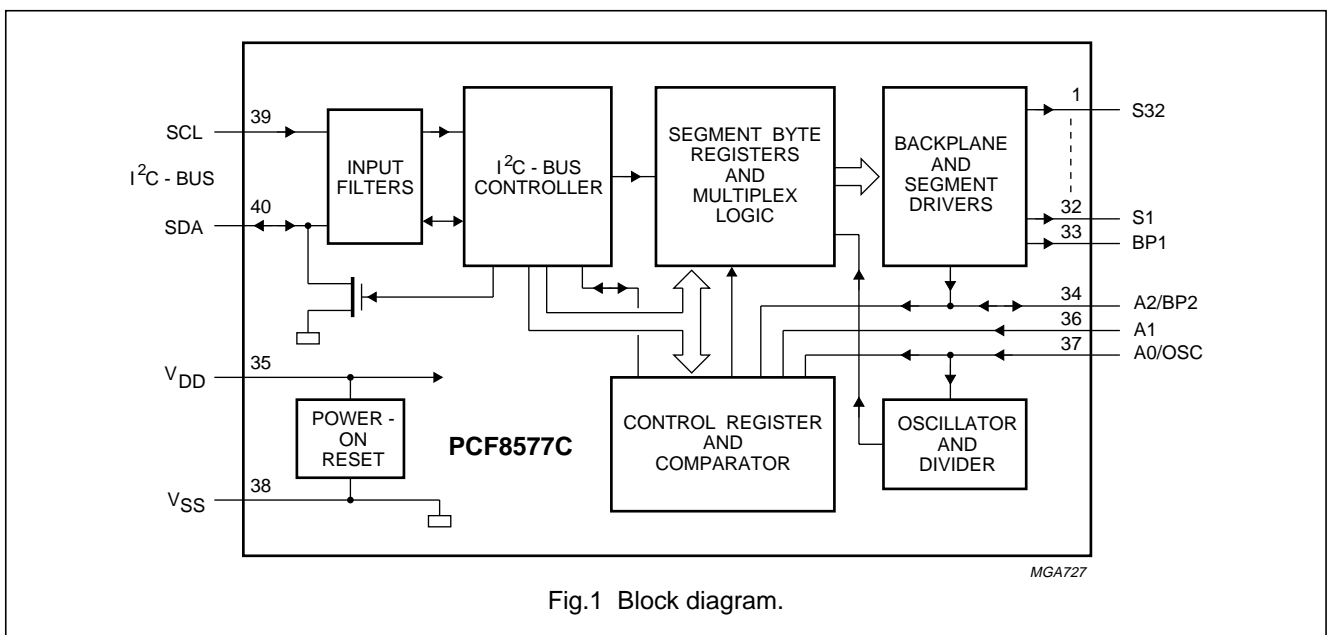 SCL
39
I2C - BUS
SDA
40
INPUT
FILTERS
I2C - BUS
CONTROLLER
SEGMENT BYTE
REGISTERS
AND
MULTIPLEX
LOGIC
BACKPLANE
AND
SEGMENT
DRIVERS
1
S32
32
S1
33
BP1
34
A2/BP2
36
A1
37
A0/OSC
VDD
35
POWER -
ON
RESET
VSS
38
PCF8577C
CONTROL REGISTER
AND
COMPARATOR
OSCILLATOR
AND
DIVIDER
MGA727
Fig.1 Block diagram.